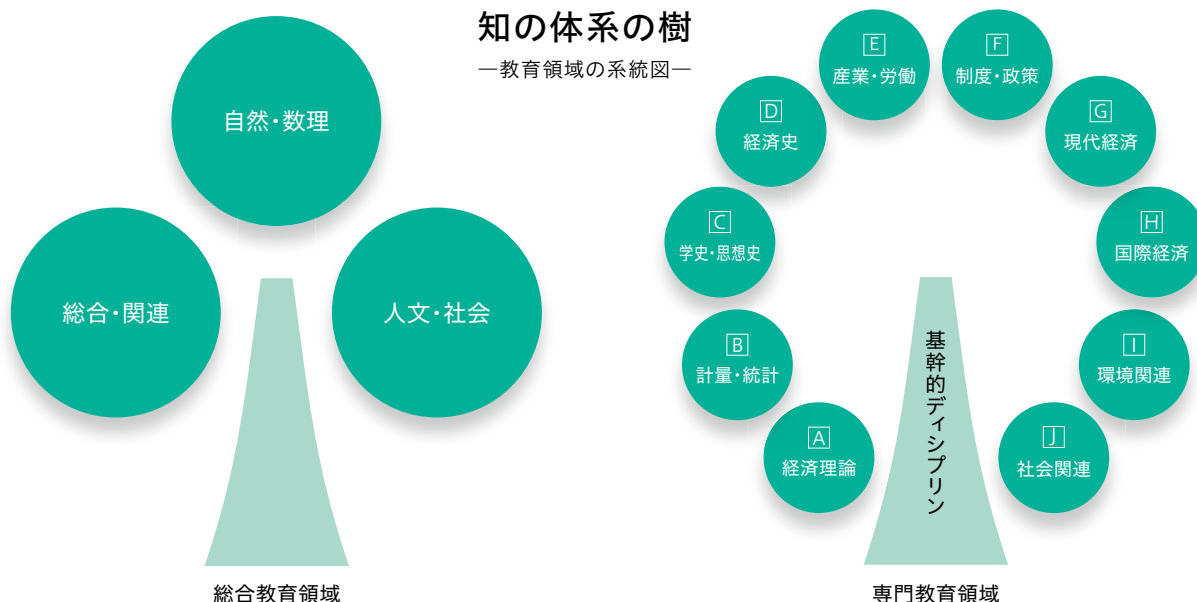 知の体系の樹
―教育領域の系統図―
自然・数理
総合・関連
人文・社会
総合教育領域
E
産業・労働
F
制度・政策
D
経済史
G
現代経済
C
学史・思想史
H
国際経済
B
計量・統計
I
環境関連
A
経済理論
J
社会関連
基幹的ディシプリン
専門教育領域